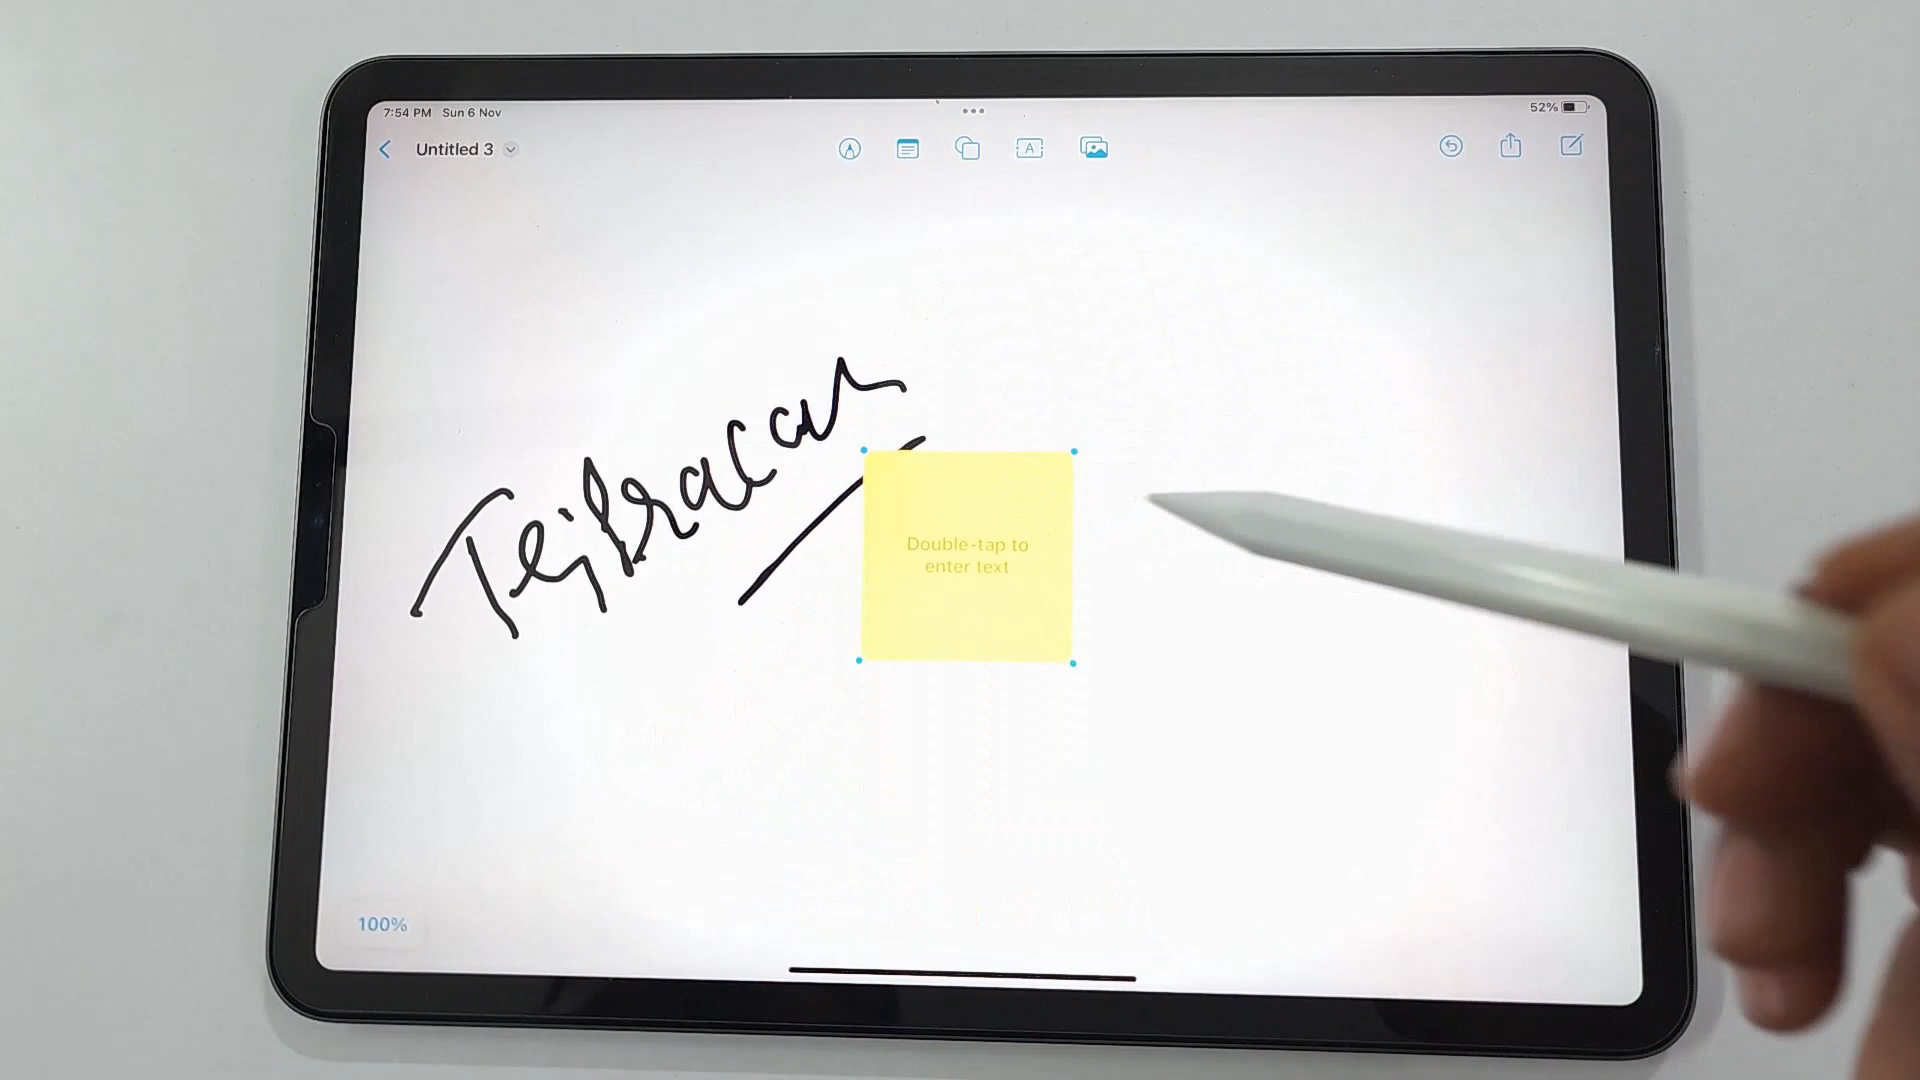 7:54 PM Sun 6 Nov
52%
Untitled 3
A
Double-tap to
enter text
100%